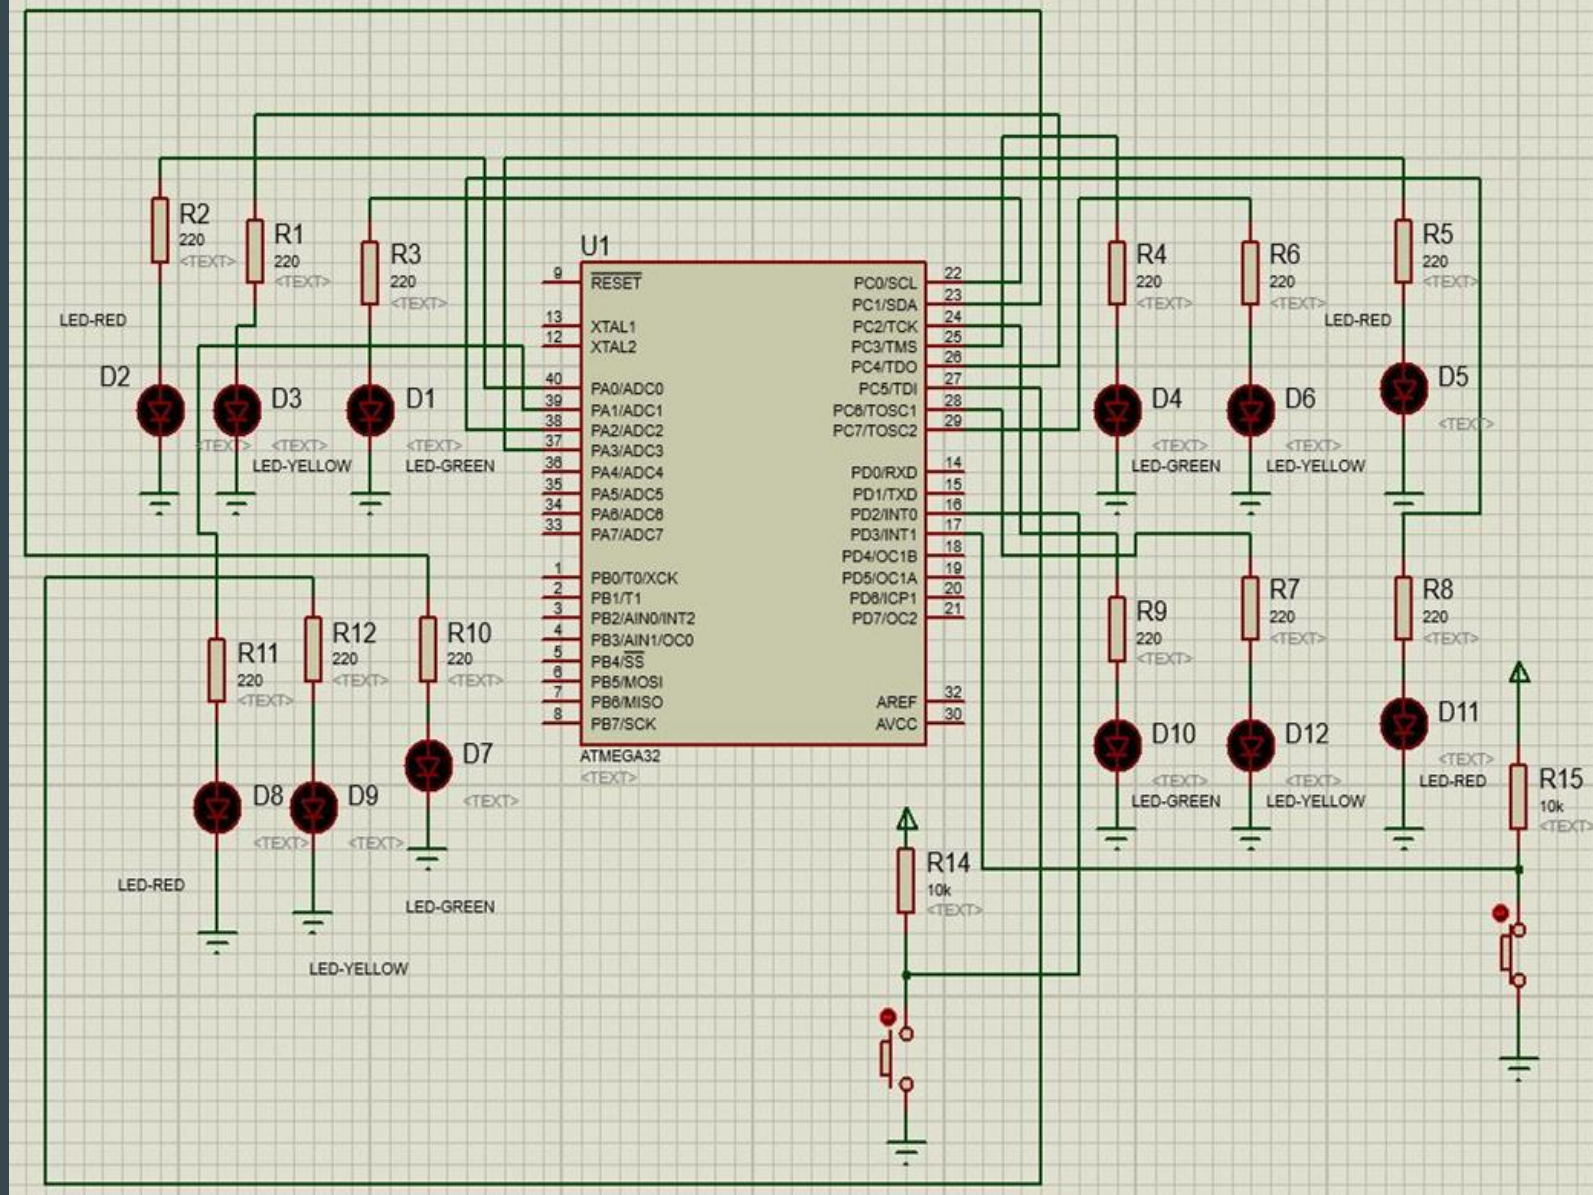 R2
220
<TEXT>
R1
220
<TEXT>
R3
220
<TEXT>
LED-RED
D2
D3
D1
<TEXT>
<TEXT>
<TEXT>
LED-YELLOW
LED-GREEN
U1
9
RESET
13
XTAL1
12
XTAL2
40
PA0/ADC0
39
PA1/ADC1
38
PA2/ADC2
37
PA3/ADC3
36
PA4/ADC4
35
PA5/ADC5
34
PA6/ADC6
33
PA7/ADC7
1
PB0/T0/XCK
2
PB1/T1
3
PB2/AIN0/INT2
4
PB3/AIN1/OC0
5
PB4/SS
6
PB5/MOSI
7
PB6/MISO
8
PB7/SCK
PC0/SCL
22
PC1/SDA
23
PC2/TCK
24
PC3/TMS
25
PC4/TDO
26
PC5/TDI
27
PC6/TOSC1
28
PC7/TOSC2
29
PD0/RXD
14
PD1/TXD
15
PD2/INT0
16
PD3/INT1
17
PD4/OC1B
18
PD5/OC1A
19
PD6/ICP1
20
PD7/OC2
21
AREF
32
AVCC
30
ATMEGA32
<TEXT>
R4
220
<TEXT>
R6
220
<TEXT>
R5
220
<TEXT>
LED-RED
D4
D6
D5
<TEXT>
<TEXT>
<TEXT>
LED-GREEN
LED-YELLOW
R9
220
<TEXT>
R7
220
<TEXT>
R8
220
<TEXT>
D10
D12
D11
<TEXT>
<TEXT>
<TEXT>
LED-GREEN
LED-YELLOW
LED-RED
R15
10k
<TEXT>
R11
220
<TEXT>
R12
220
<TEXT>
R10
220
<TEXT>
D8
D9
D7
<TEXT>
<TEXT>
<TEXT>
LED-RED
LED-GREEN
LED-YELLOW
R14
10k
<TEXT>